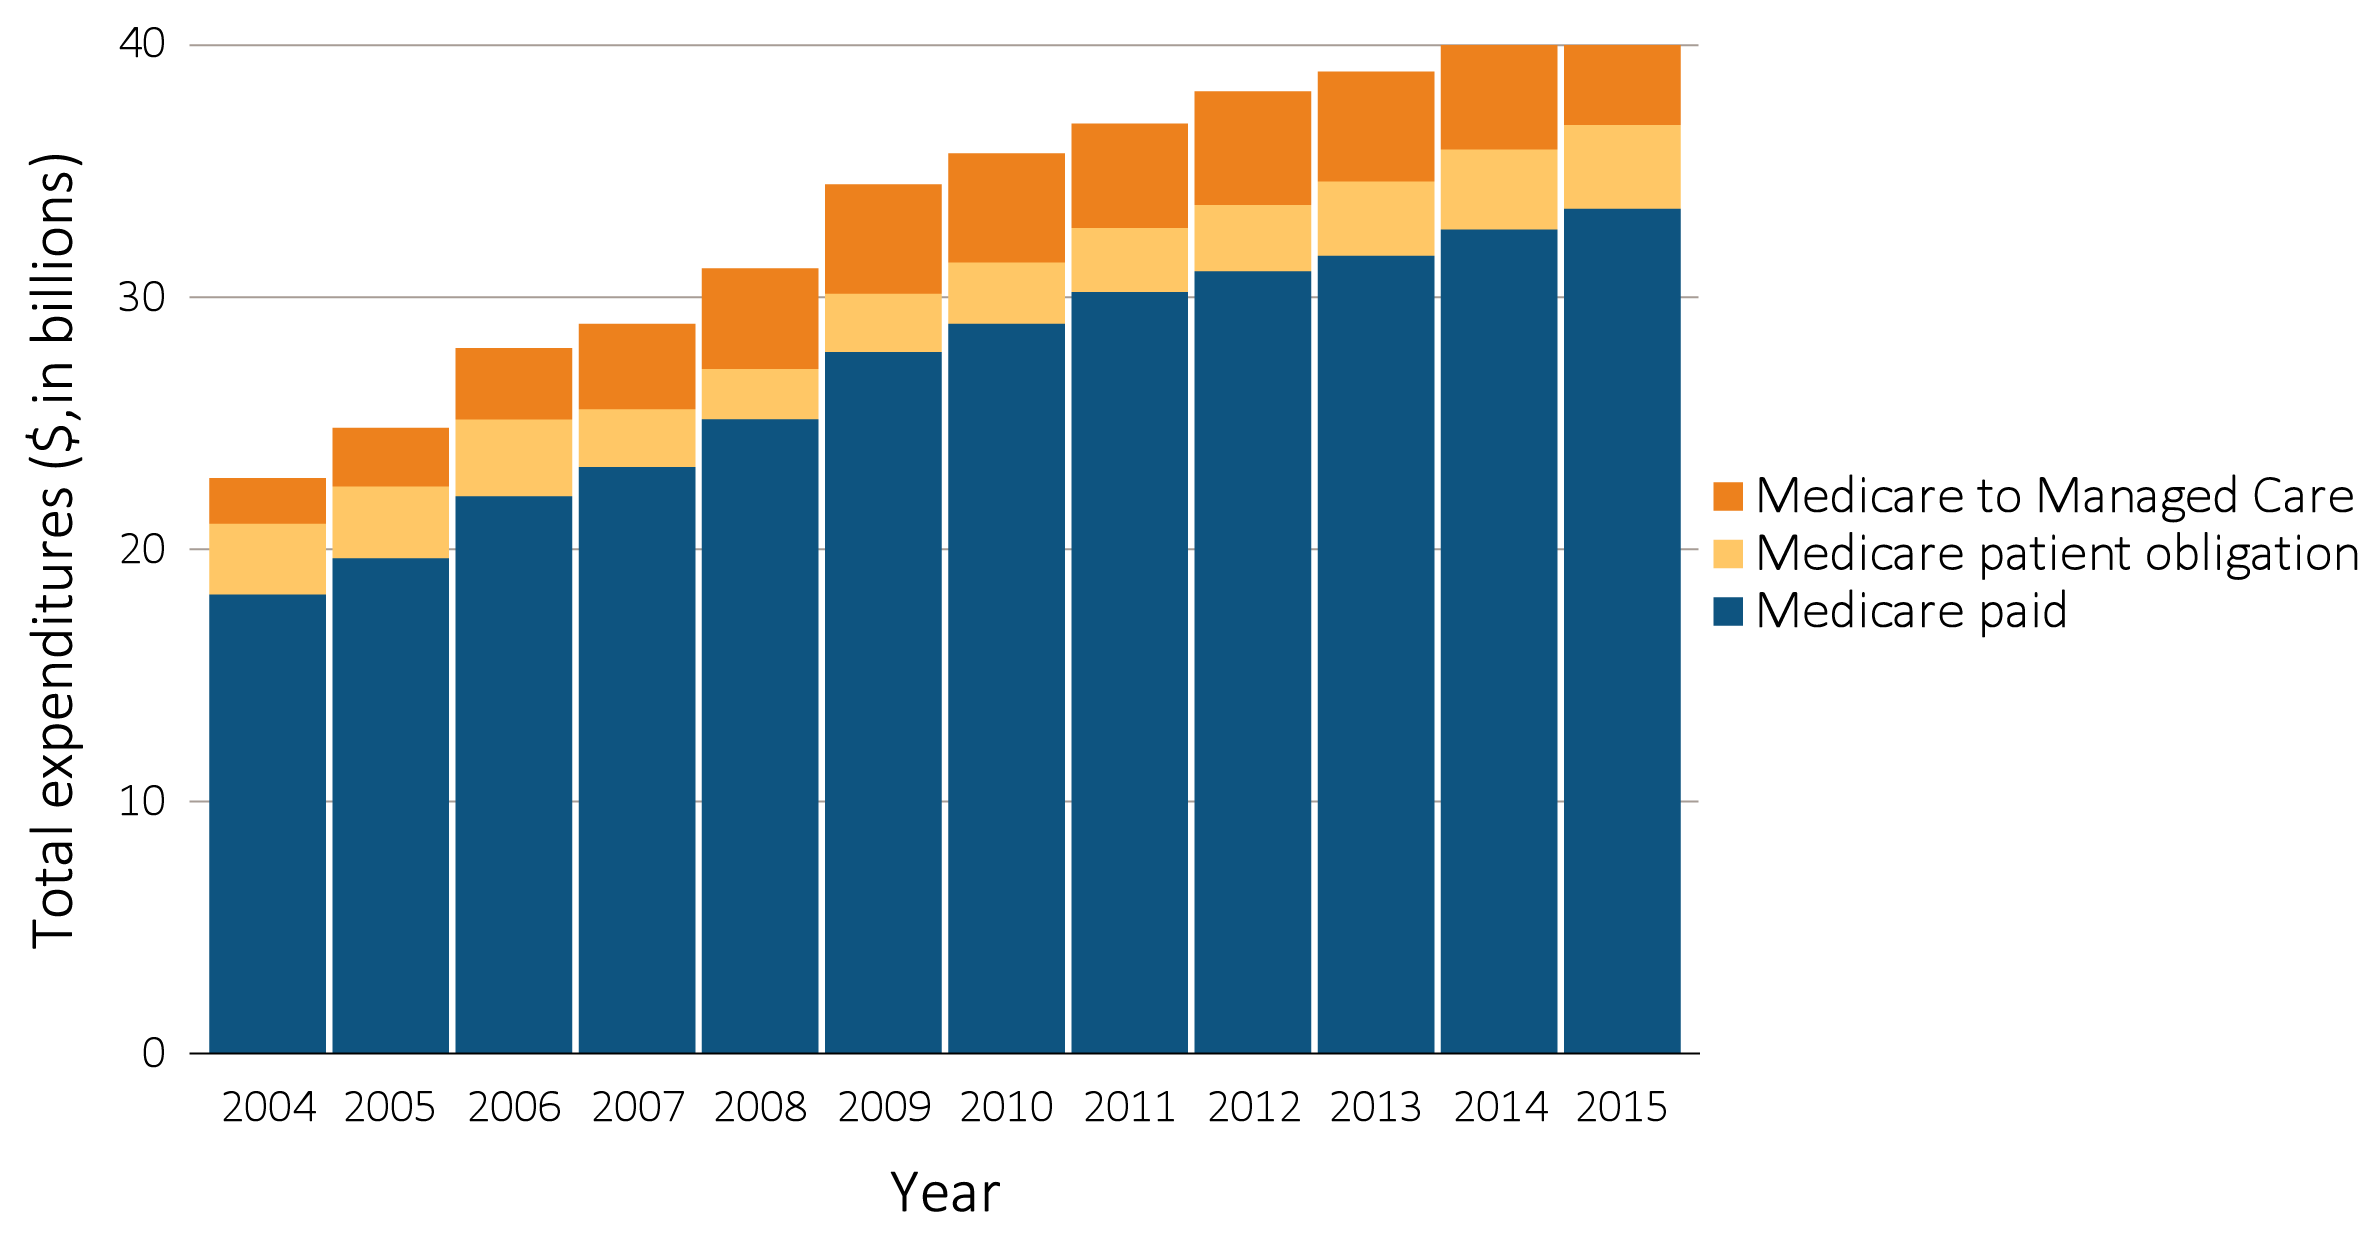 Total expenditures ($,in billions)
40
30
20
10
0
2004 2005 2006 2007 2008 2009 2010 2011 2012 2013 2014 2015
Year
Medicare to Managed Care
Medicare patient obligation
Medicare paid